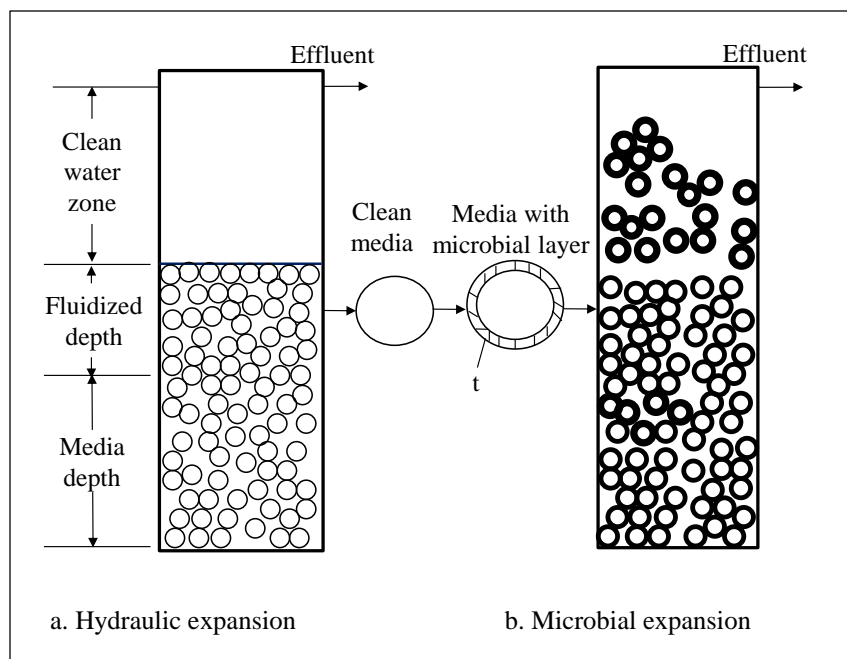 Effluent
Effluent
Clean
water
zone
Clean
media
Media with
microbial layer
Fluidized
depth
t
Media
depth
a. Hydraulic expansion
b. Microbial expansion